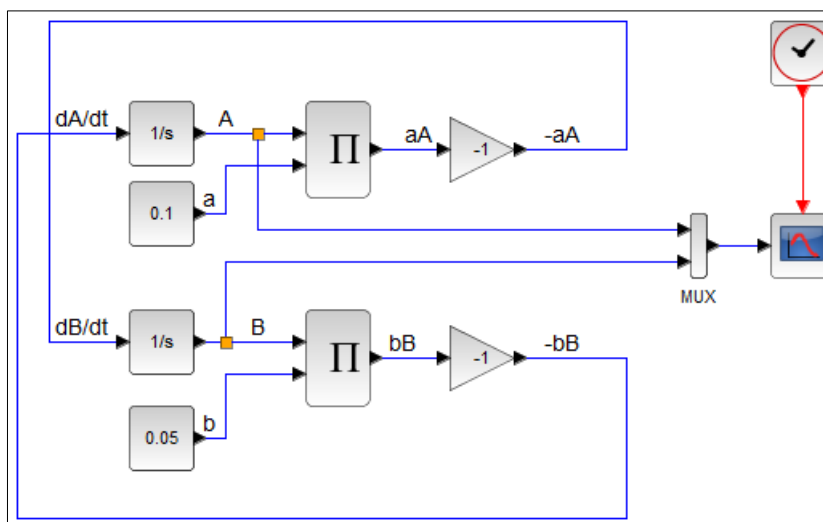 dA/dt
1/s
A
Π
aA
-1
-aA
0.1
a
MUX
dB/dt
1/s
B
Π
bB
-1
-bB
0.05
b